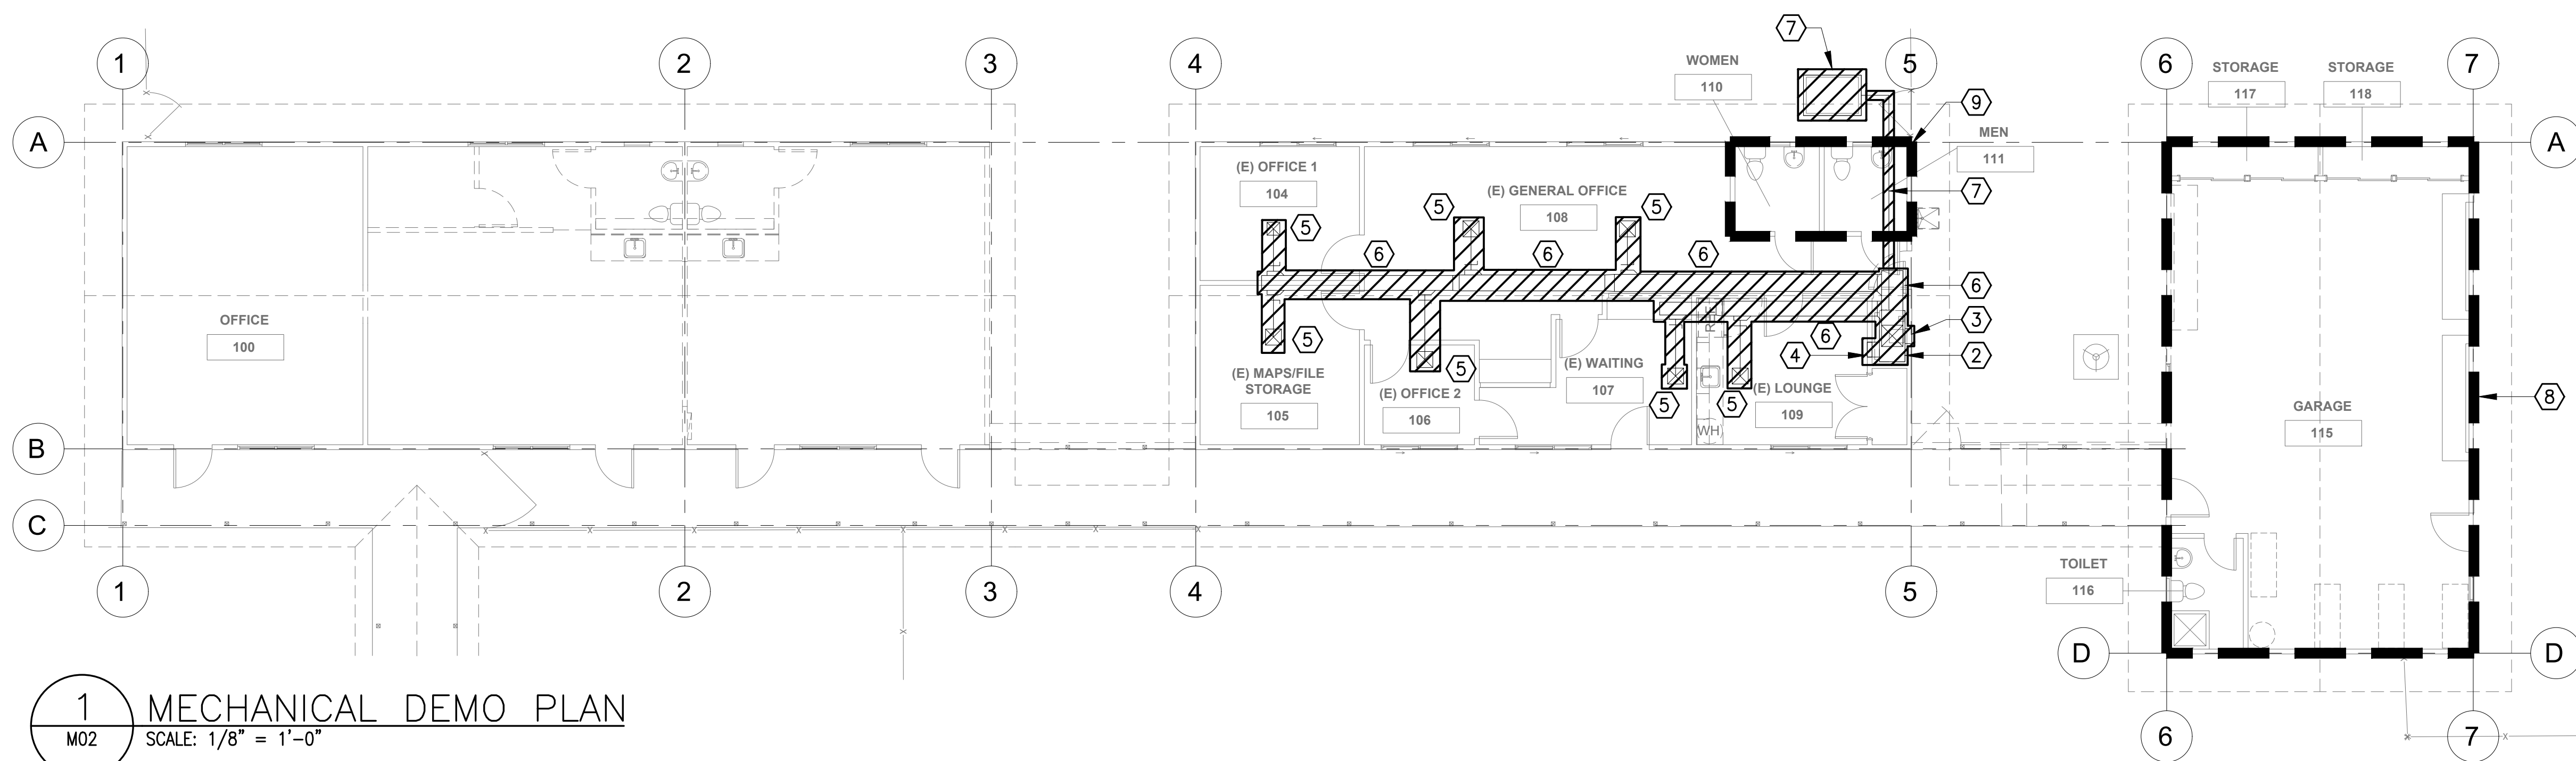 7
1
2
3
4
5
6
7
WOMEN
110
STORAGE
117
STORAGE
118
9
A
A
MEN
111
(E) OFFICE 1
104
(E) GENERAL OFFICE
108
7
5
5
5
6
6
6
6
OFFICE
100
3
5
6
4
2
(E) MAPS/FILE
STORAGE
105
5
(E) OFFICE 2
106
(E) WAITING
107
5
5
(E) LOUNGE
109
WH
GARAGE
115
8
B
B
C
TOILET
116
1
2
3
4
5
D
D
6
7
1
M02
MECHANICAL DEMO PLAN
SCALE: 1/8" = 1'-0"